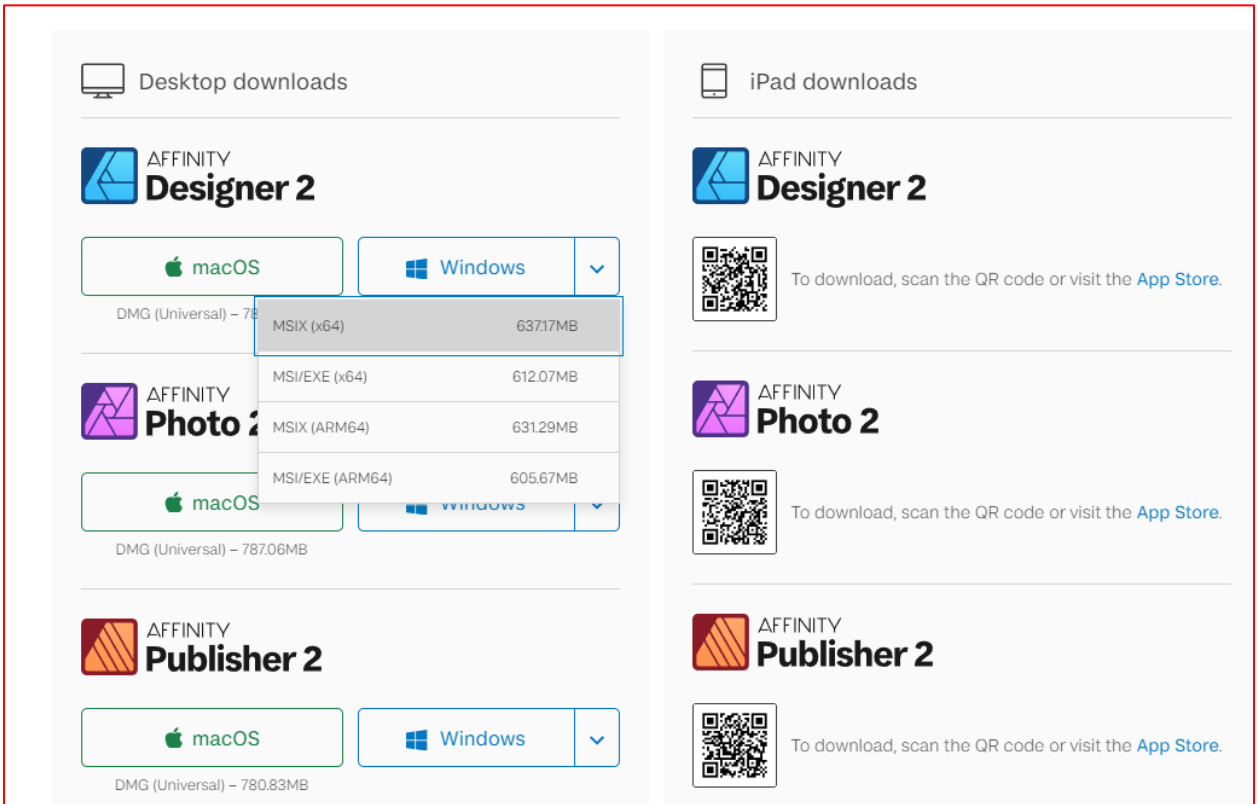 Desktop downloads
AFFINITY
Designer 2
macOS
Windows
DMG (Universal) – 78
MSIX (x64) 637.17MB
MSI/EXE (x64) 612.07MB
MSIX (ARM64) 631.29MB
MSI/EXE (ARM64) 605.67MB
AFFINITY
Photo 2
macOS
Windows
DMG (Universal) – 787.06MB
AFFINITY
Publisher 2
macOS
Windows
DMG (Universal) – 780.83MB
iPad downloads
AFFINITY
Designer 2
To download, scan the QR code or visit the App Store.
AFFINITY
Photo 2
To download, scan the QR code or visit the App Store.
AFFINITY
Publisher 2
To download, scan the QR code or visit the App Store.